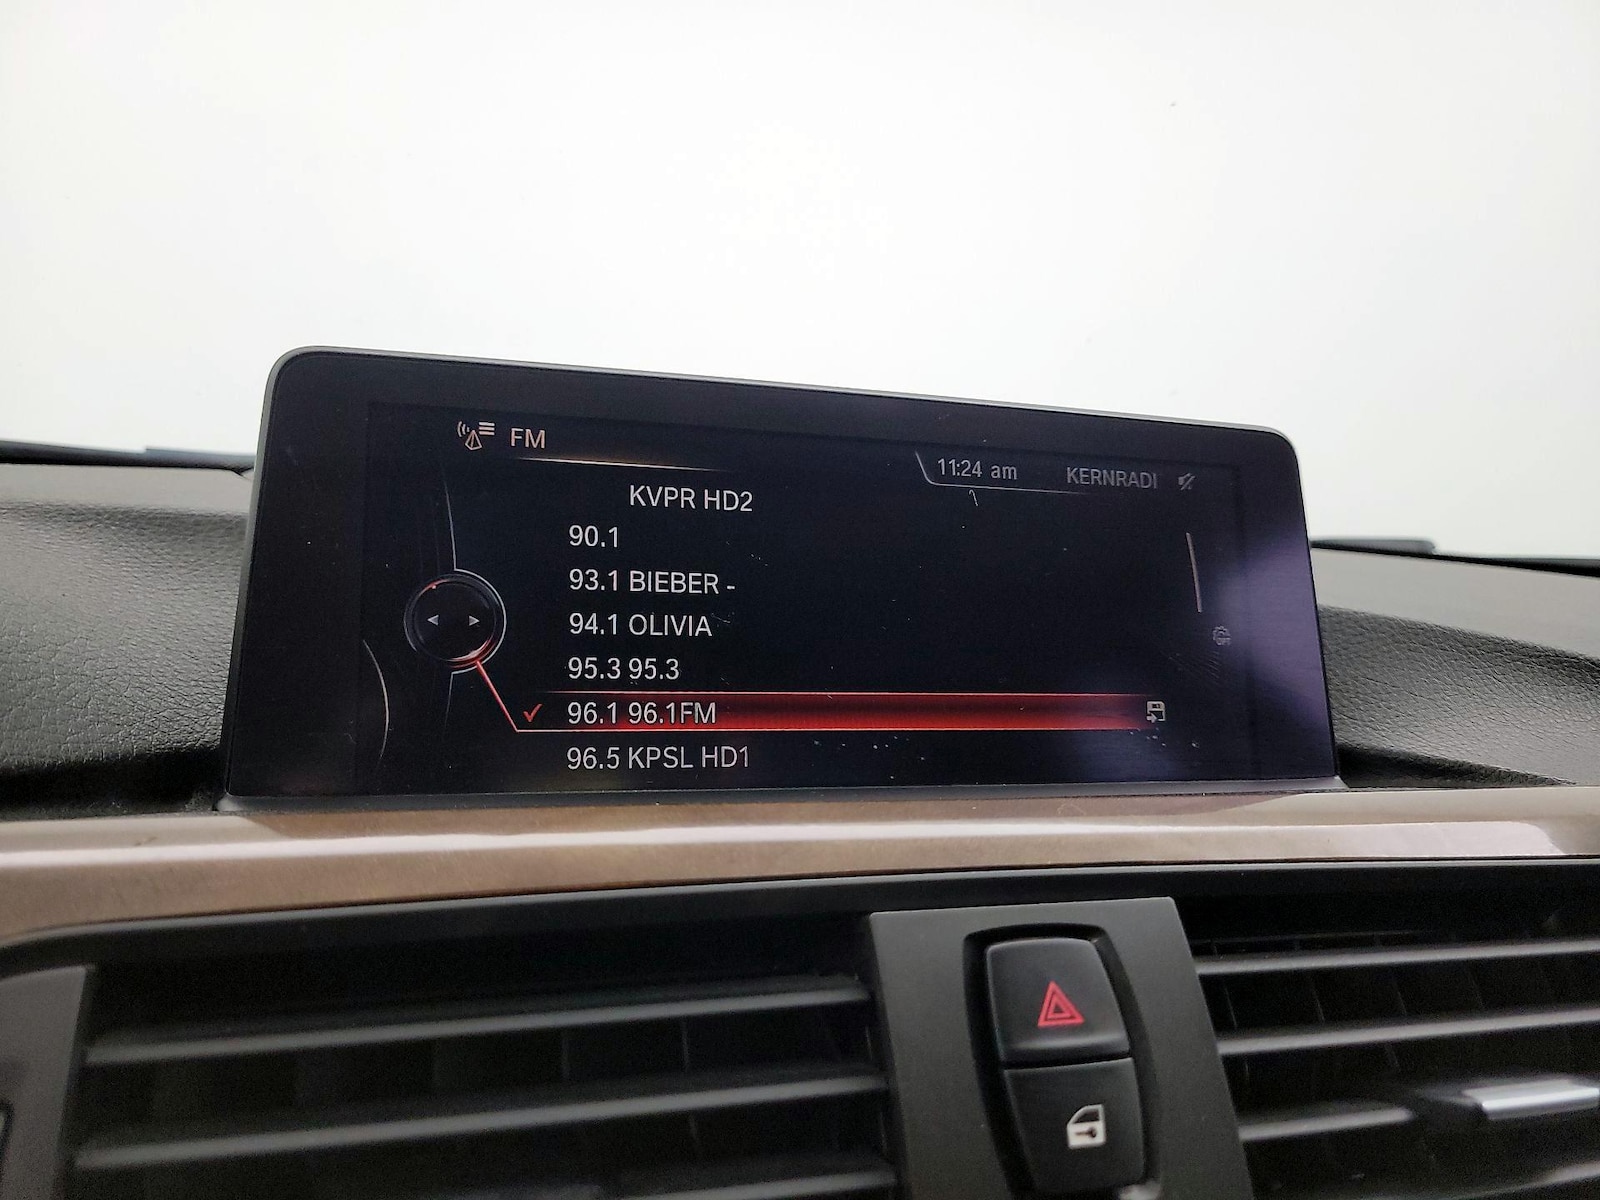 FM
11:24 am KERNRADI
KVPR HD2
90.1
93.1 BIEBER -
94.1 OLIVIA
95.3 95.3
96.1 96.1FM
96.5 KPSL HD1